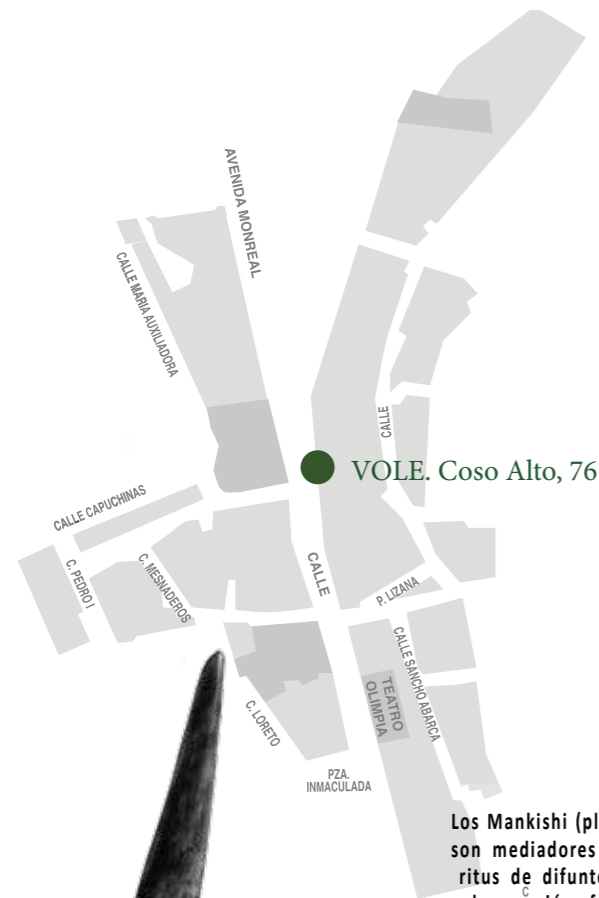 AVENIDA MONREAL
CALLE MARIA AUXILIADORA
CALLE
VOLE. Coso Alto, 76
CALLE CAPUCHINAS
C. PEDRO I
C. MESNADEROS
CALLE
P. LIZANA
CALLE SANCHO ABARCA
TEATRO
OLIMPIA
C. LORETO
PZA.
INMACULADA
Los Mankishi (pl
son mediadores
ritus de difunt
C